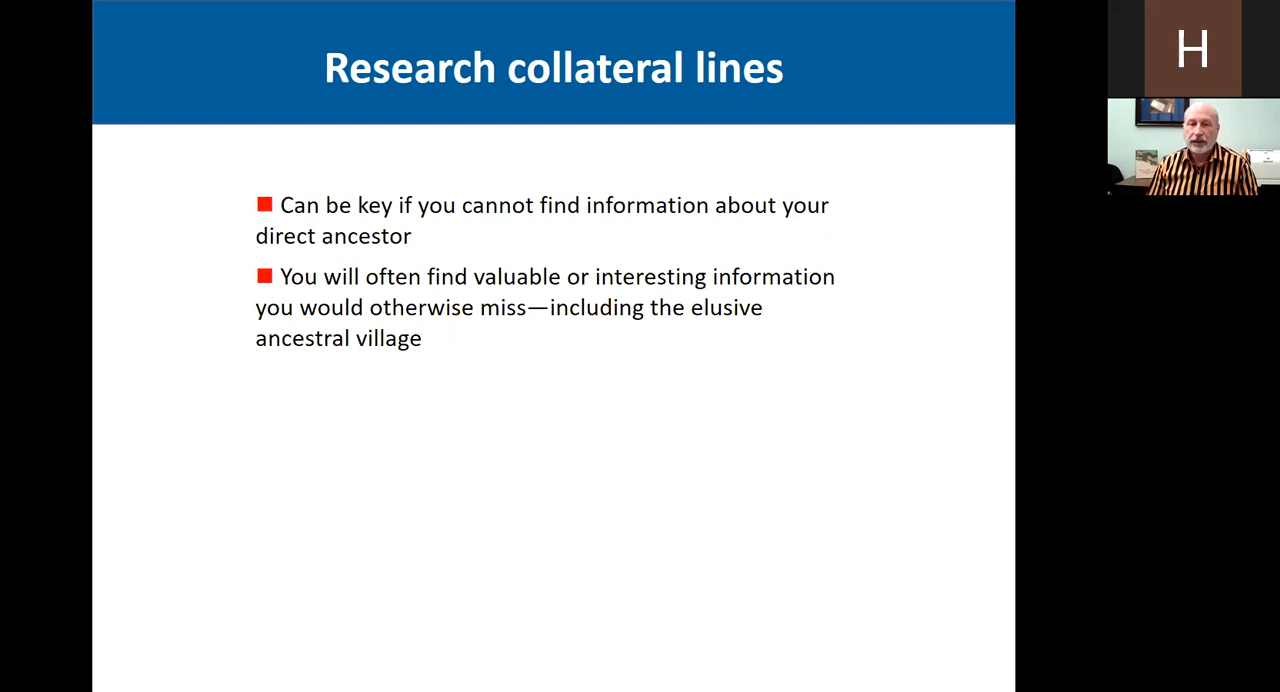 Research collateral lines
H
Can be key if you cannot find information about your
direct ancestor
You will often find valuable or interesting information
you would otherwise miss—including the elusive
ancestral village